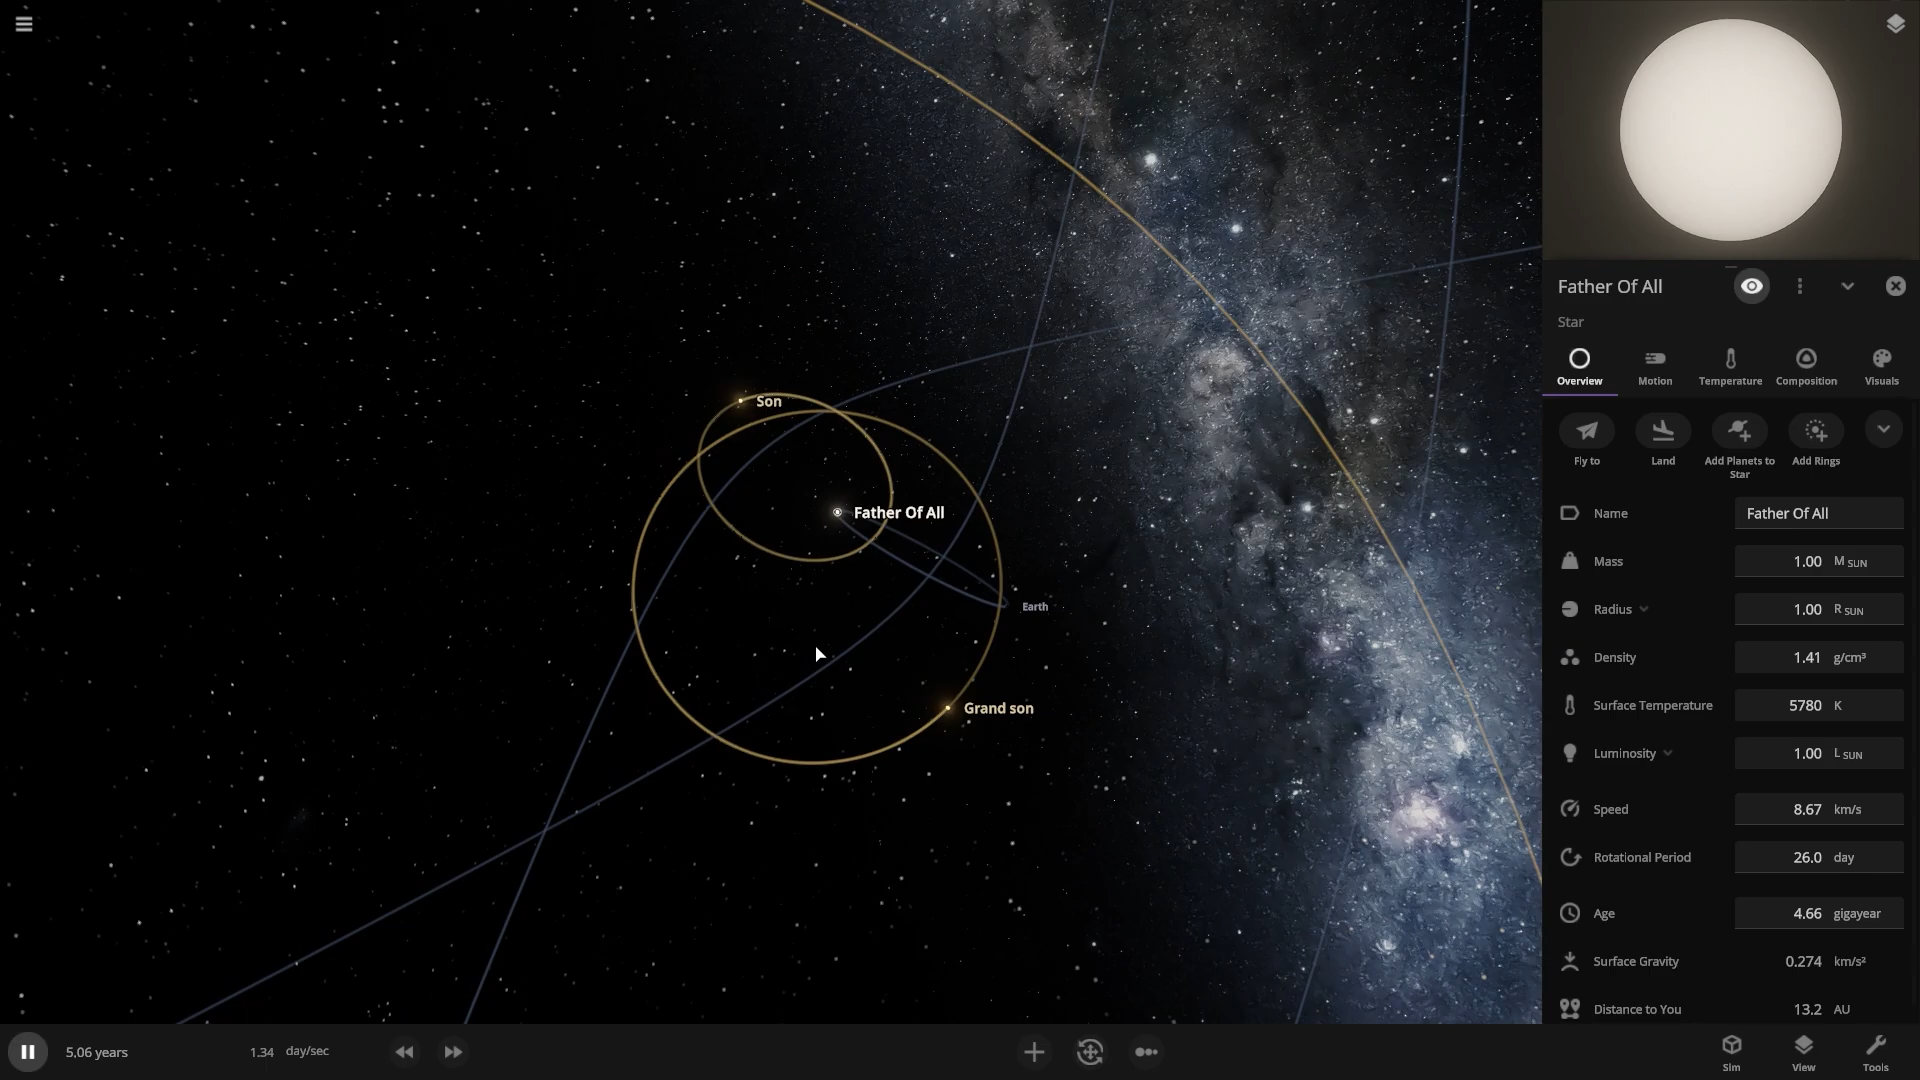 Son
Father Of All
Earth
Grand son
Father Of All
Star
Overview
Motion
Temperature
Composition
Visuals
Fly to
Land
Add Planets to
Star
Add Rings
Name Father Of All
Mass 1.00 M SUN
Radius 1.00 R SUN
Density 1.41 g/cm³
Surface Temperature 5780 K
Luminosity 1.00 L SUN
Speed 8.67 km/s
Rotational Period 26.0 day
Age 4.66 gigayear
Surface Gravity 0.274 km/s²
Distance to You 13.2 AU
5.06 years 1.34 day/sec
Sim View Tools